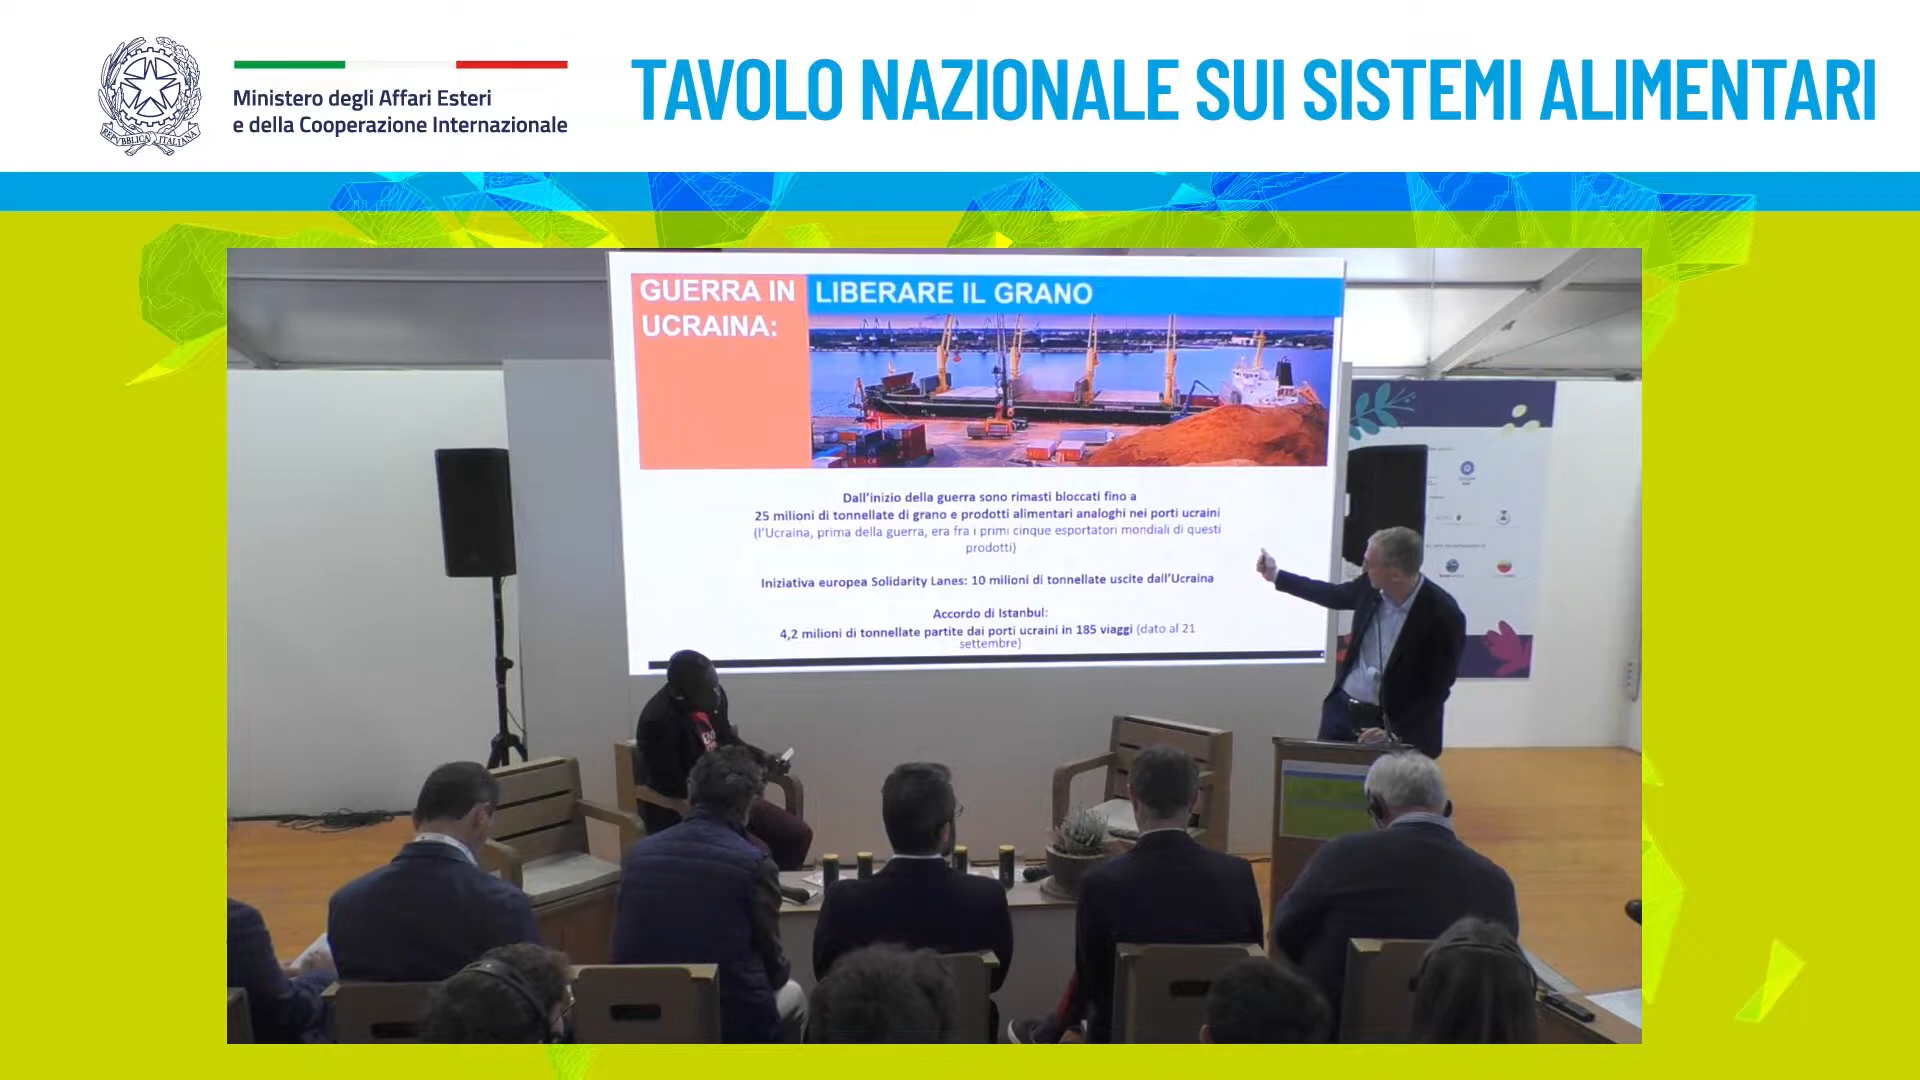 REPVBBLICA ITALIANA
Ministero degli Affari Esteri
e della Cooperazione Internazionale
TAVOLO NAZIONALE SUI SISTEMI ALIMENTARI
GUERRA IN
UCRAINA:
LIBERARE IL GRANO
Dall'inizio della guerra sono rimasti bloccati fino a
25 milioni di tonnellate di grano e prodotti alimentari analoghi nei porti ucraini
(l'Ucraina, prima della guerra, era fra i primi cinque esportatori mondiali di questi
prodotti)
Iniziativa europea Solidarity Lanes: 10 milioni di tonnellate uscite dall'Ucraina
Accordo di Istanbul:
4,2 milioni di tonnellate partite dai porti ucraini in 185 viaggi (dato al 21
settembre)